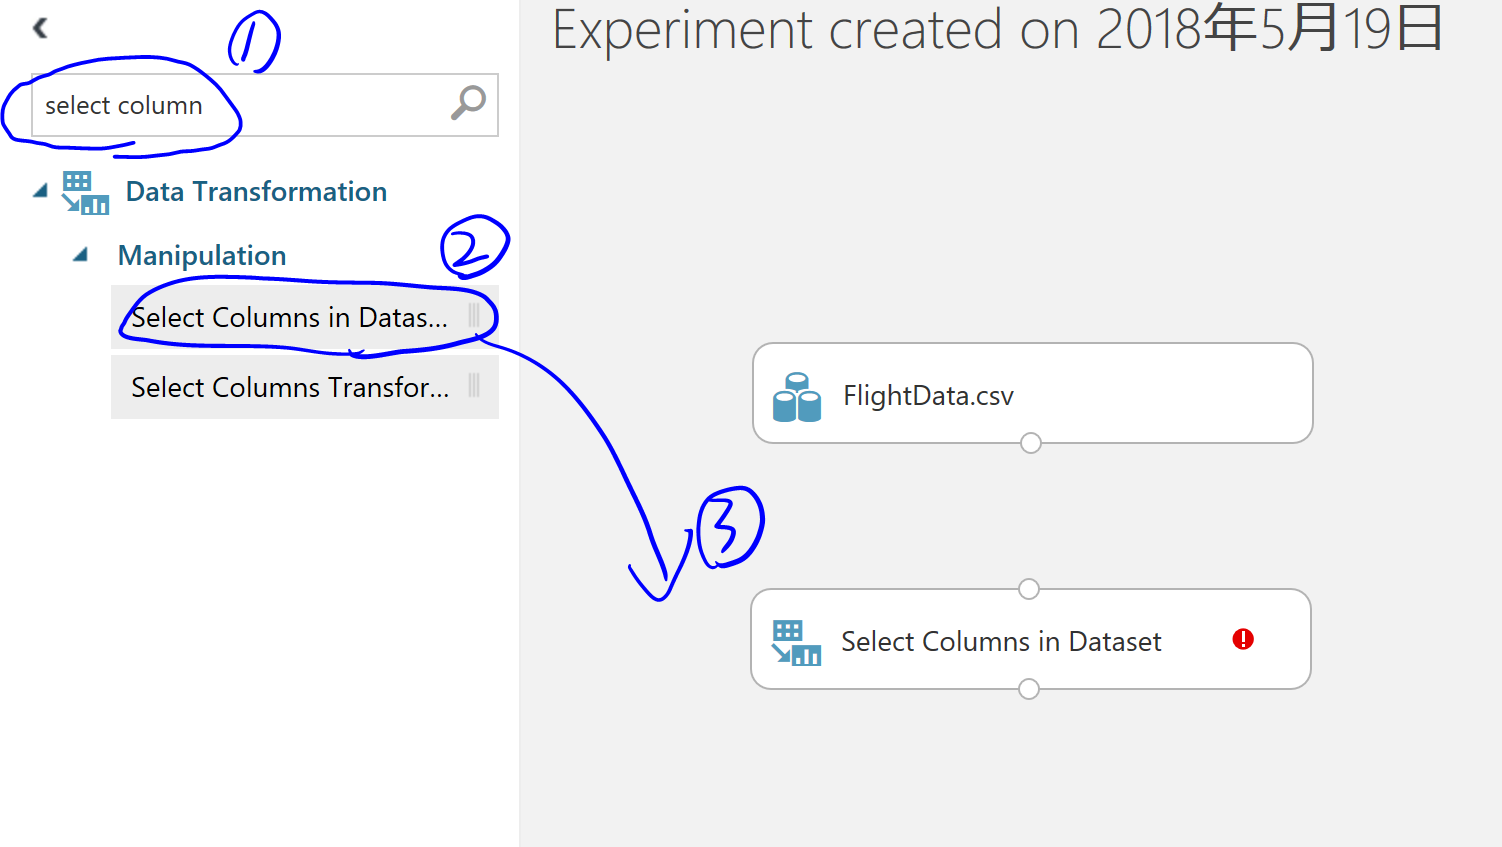 Experiment created on 2018年5月19日
①
select column
Data Transformation
Manipulation
②
Select Columns in Datas...
Select Columns Transfor...
FlightData.csv
③
Select Columns in Dataset